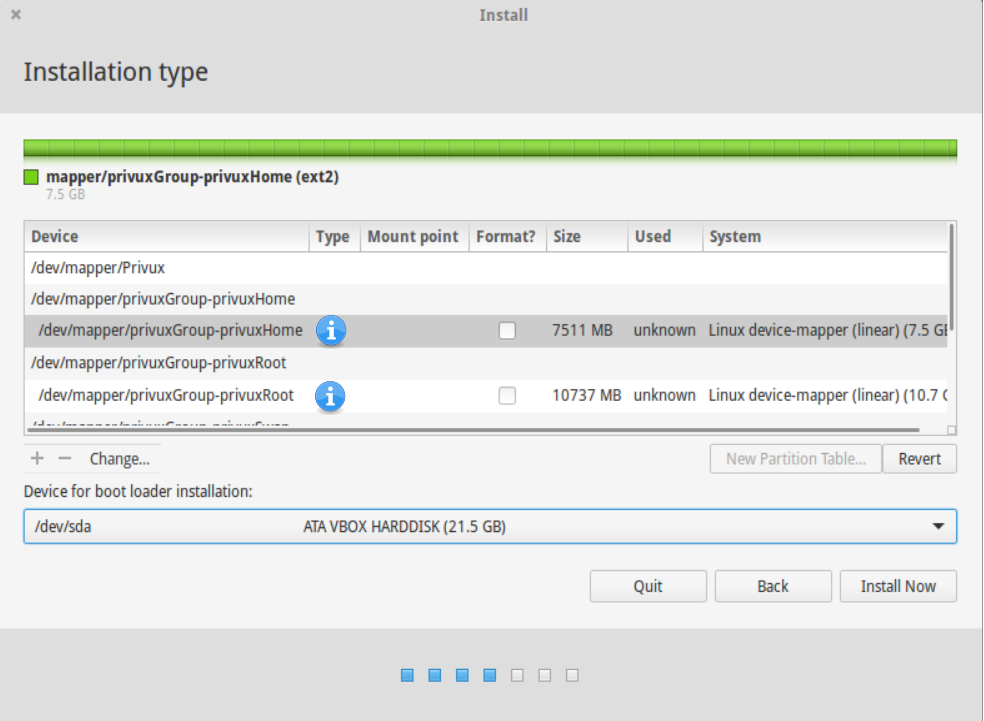 Install
Installation type
mapper/privuxGroup-privuxHome (ext2)
7.5 GB
Device Type Mount point Format? Size Used System
/dev/mapper/Privux
/dev/mapper/privuxGroup-privuxHome
/dev/mapper/privuxGroup-privuxHome 7511 MB unknown Linux device-mapper (linear) (7.5 GB
/dev/mapper/privuxGroup-privuxRoot
/dev/mapper/privuxGroup-privuxRoot 10737 MB unknown Linux device-mapper (linear) (10.7
+ − Change... New Partition Table... Revert
Device for boot loader installation:
/dev/sda ATA VBOX HARDDISK (21.5 GB)
Quit Back Install Now